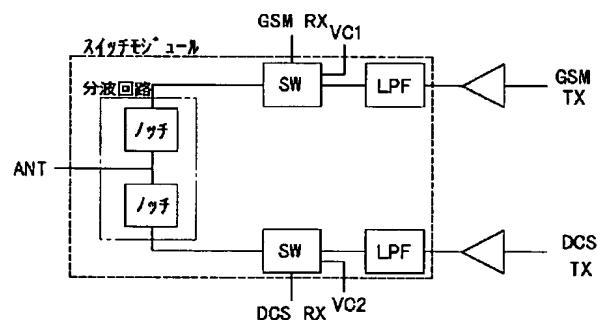 GSM RX
VC1
スイッチモジュール
分波回路
SW
LPF
GSM
TX
ノッチ
ANT
ノッチ
SW
LPF
DCS
TX
DCS RX
VC2